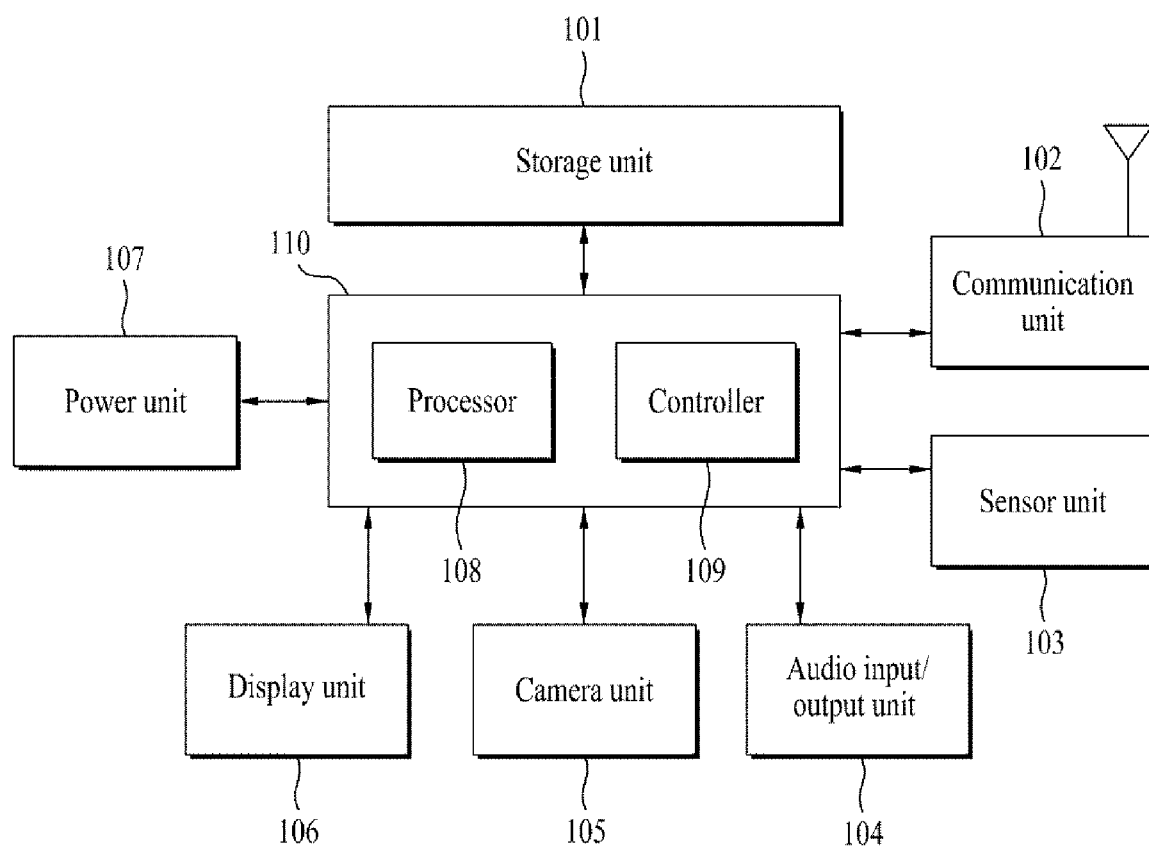 101
Storage unit
102
110
107
Communication
unit
Power unit
Processor
Controller
Sensor unit
108
109
103
Display unit
Camera unit
Audio input/
output unit
106
105
104